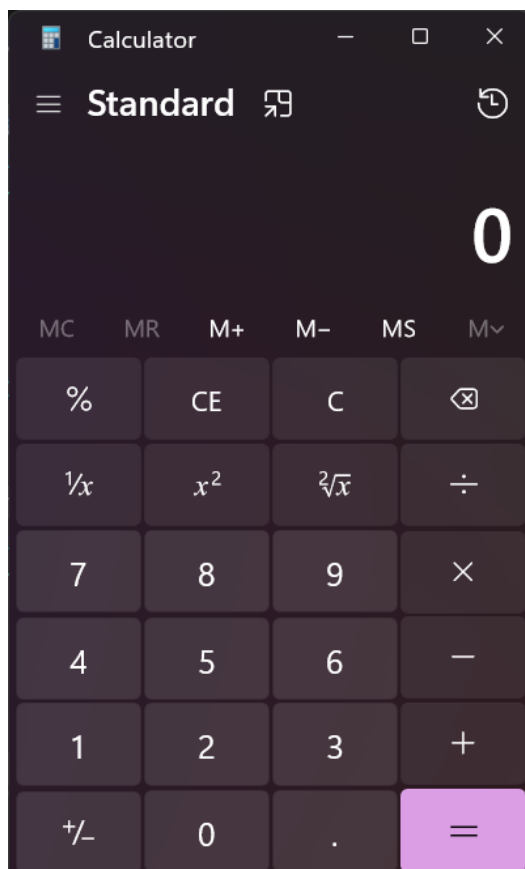 Calculator
Standard
0
MC MR M+ M− MS M
% CE C
¹/x x² ²√x ÷
7 8 9 ×
4 5 6 −
1 2 3 +
+/− 0 . =